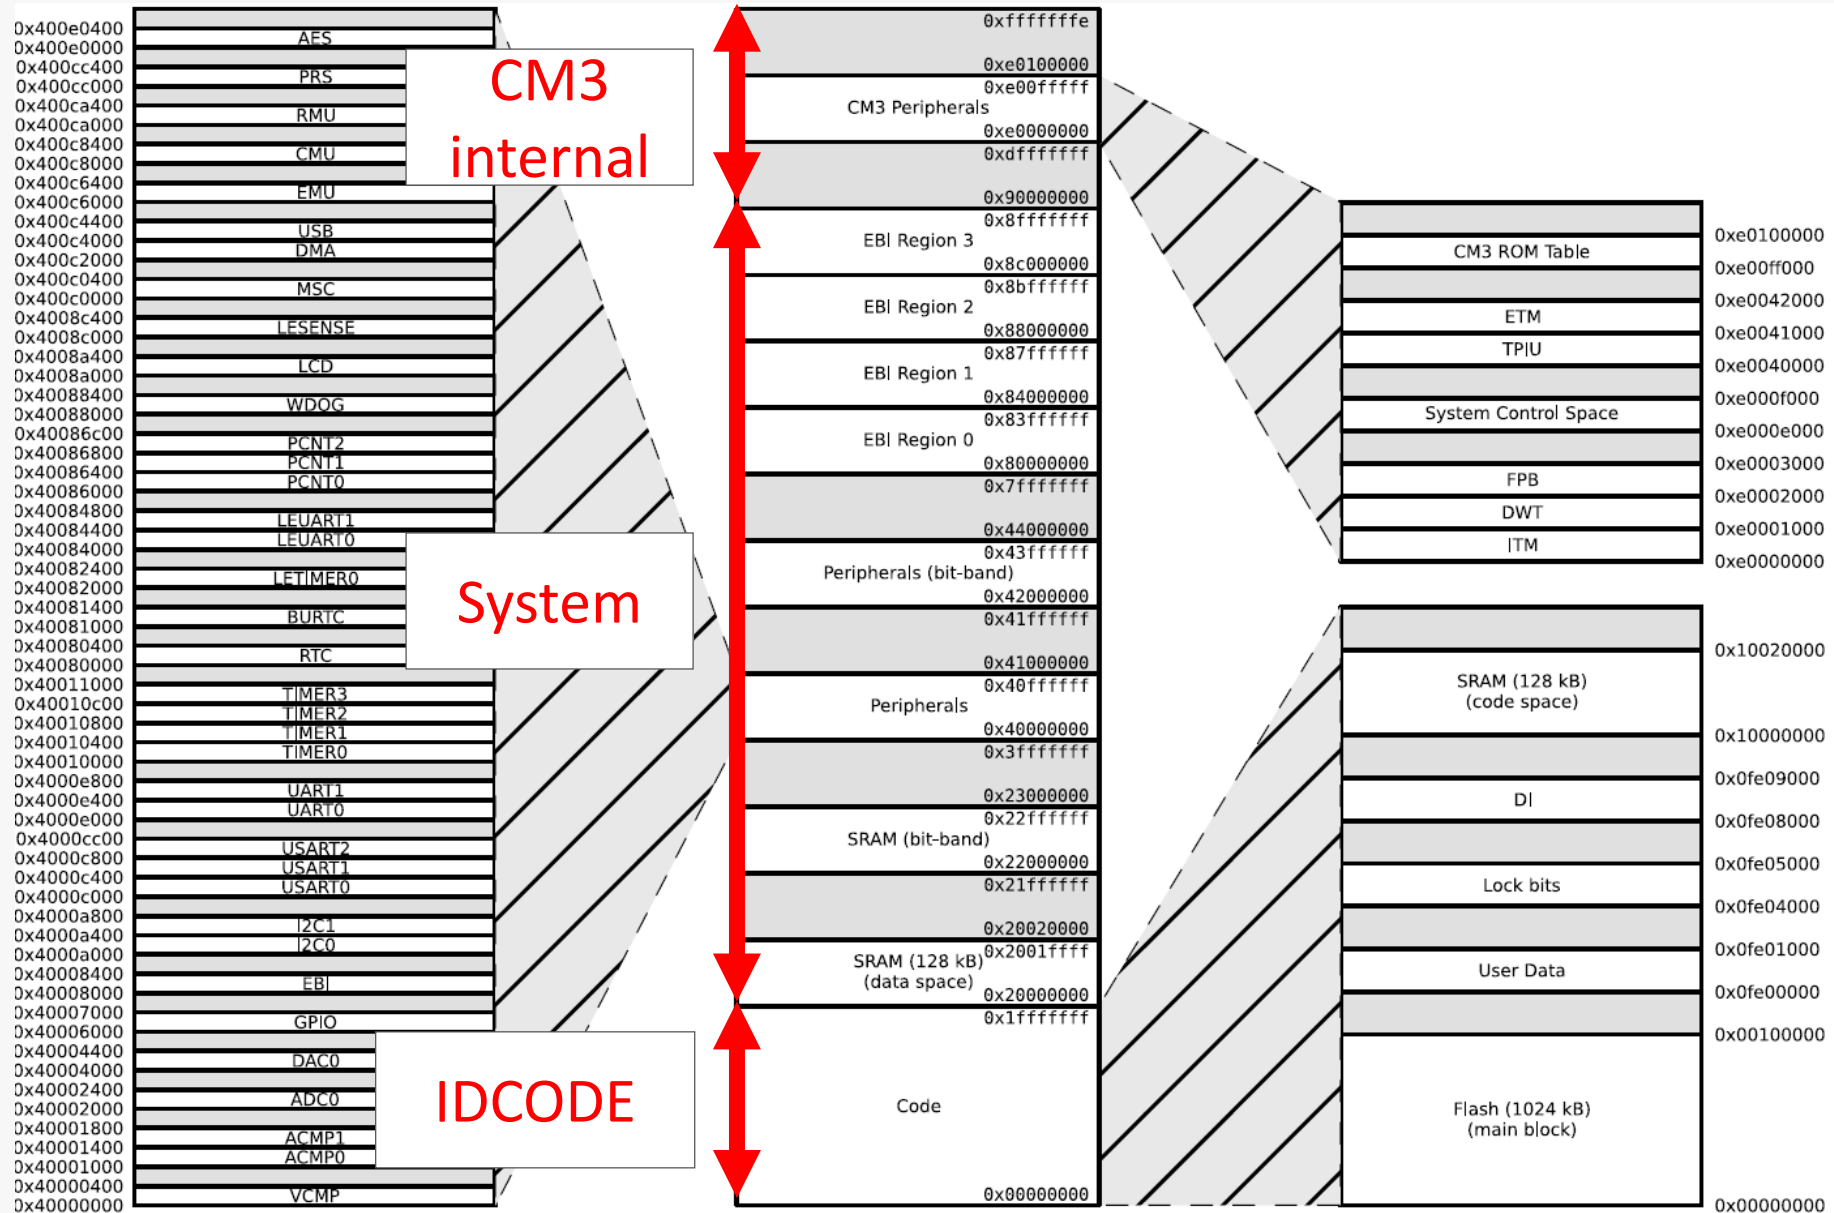 0x400e0400
AES
0x400e0000
0x400cc400
PRS
0x400cc000
0x400ca400
RMU
0x400ca000
0x400c8400
CMU
0x400c8000
0x400c6400
EMU
0x400c6000
0x400c4400
USB
0x400c4000
DMA
0x400c2000
0x400c0400
MSC
0x400c0000
0x4008c400
LESENSE
0x4008c000
0x4008a400
LCD
0x4008a000
0x40088400
WDOG
0x40088000
0x40086c00
PCNT2
0x40086800
PCNT1
0x40086400
PCNT0
0x40086000
0x40084800
LEUART1
0x40084400
LEUART0
0x40084000
0x40082400
LETIMER0
0x40082000
0x40081400
BURTC
0x40081000
0x40080400
RTC
0x40080000
0x40011000
TIMER3
0x40010c00
TIMER2
0x40010800
TIMER1
0x40010400
TIMER0
0x40010000
0x4000e800
UART1
0x4000e400
UART0
0x4000e000
0x4000cc00
USART2
0x4000c800
USART1
0x4000c400
USART0
0x4000c000
0x4000a800
I2C1
0x4000a400
I2C0
0x4000a000
0x40008400
EBI
0x40008000
0x40007000
GPIO
0x40006000
0x40004400
DAC0
0x40004000
0x40002400
ADC0
0x40002000
0x40001800
ACMP1
0x40001400
ACMP0
0x40001000
0x40000400
VCMP
0x40000000
CM3
internal
System
IDCODE
0xfffffffe
0xe0100000
0xe00fffff
CM3 Peripherals
0xe0000000
0xdfffffff
0x90000000
0x8fffffff
EBI Region 3
0x8c000000
0x8bffffff
EBI Region 2
0x88000000
0x87ffffff
EBI Region 1
0x84000000
0x83ffffff
EBI Region 0
0x80000000
0x7fffffff
0x44000000
0x43ffffff
Peripherals (bit-band)
0x42000000
0x41ffffff
0x41000000
0x40ffffff
Peripherals
0x40000000
0x3fffffff
0x23000000
0x22ffffff
SRAM (bit-band)
0x22000000
0x21ffffff
0x20020000
0x2001ffff
SRAM (128 kB)
(data space)
0x20000000
0x1fffffff
Code
0x00000000
0xe0100000
CM3 ROM Table
0xe00ff000
0xe0042000
ETM
0xe0041000
TPIU
0xe0040000
0xe000f000
System Control Space
0xe000e000
0xe0003000
FPB
0xe0002000
DWT
0xe0001000
ITM
0xe0000000
0x10020000
SRAM (128 kB)
(code space)
0x10000000
0x0fe09000
DI
0x0fe08000
0x0fe05000
Lock bits
0x0fe04000
0x0fe01000
User Data
0x0fe00000
0x00100000
Flash (1024 kB)
(main block)
0x00000000